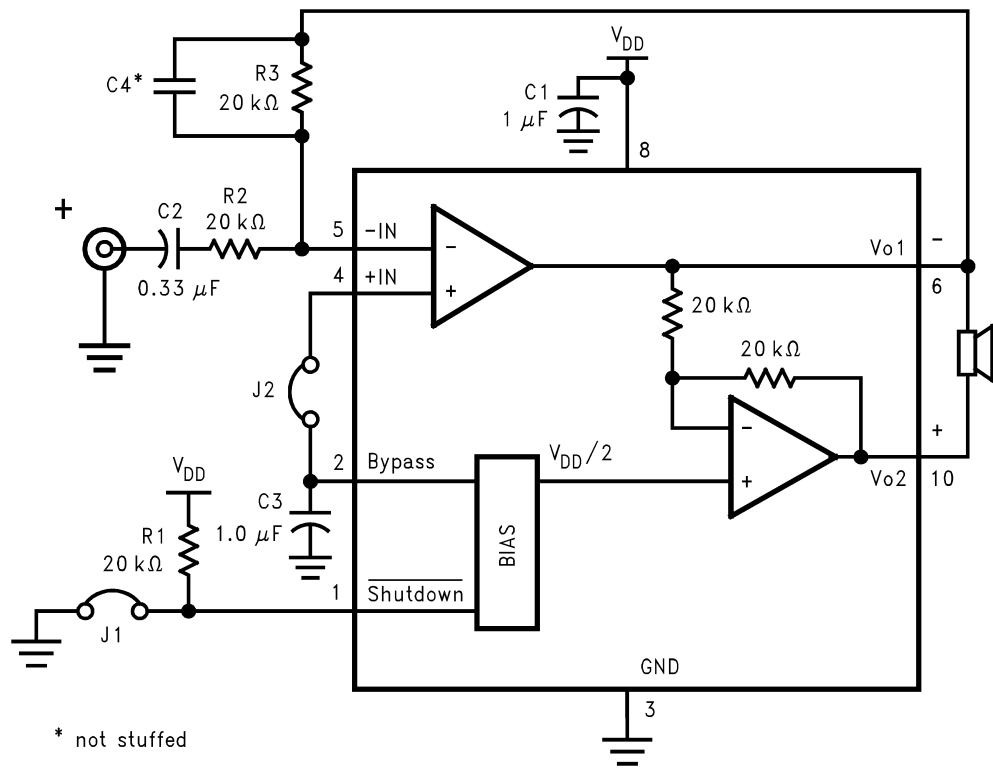 C4*
R3
20 kΩ
V_DD
C1
1 µF
8
+
C2
0.33 µF
R2
20 kΩ
5
-IN
4
+IN
-
+
Vo1
-
6
20 kΩ
20 kΩ
-
+
+
Vo2
10
J2
2
Bypass
V_DD/2
C3
1.0 µF
BIAS
V_DD
R1
20 kΩ
1
Shutdown
J1
GND
3
* not stuffed